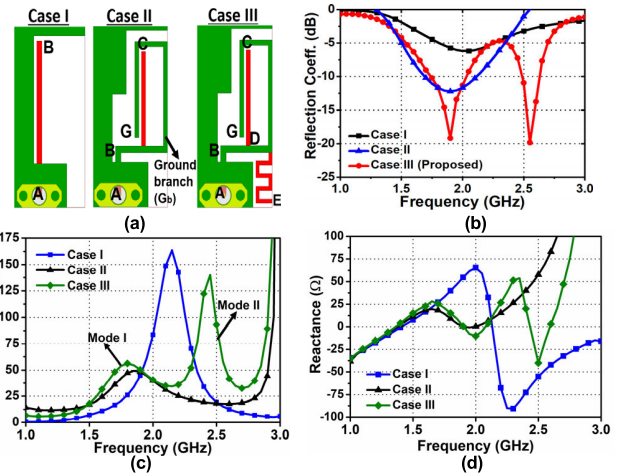 Case I
Case II
Case III
B
C
C
G
G
D
B
B
Ground
branch
(Gb)
A
A
A
E
(a)
Reflection Coeff. (dB)
0
-5
-10
-15
-20
-25
Case I
Case II
Case III (Proposed)
1.0 1.5 2.0 2.5 3.0
Frequency (GHz)
(b)
175
150
125
100
75
50
25
0
Case I
Case II
Case III
Mode I
Mode II
1.0 1.5 2.0 2.5 3.0
Frequency (GHz)
(c)
Reactance (Ω)
100
75
50
25
0
-25
-50
-75
-100
Case I
Case II
Case III
1.0 1.5 2.0 2.5 3.0
Frequency (GHz)
(d)